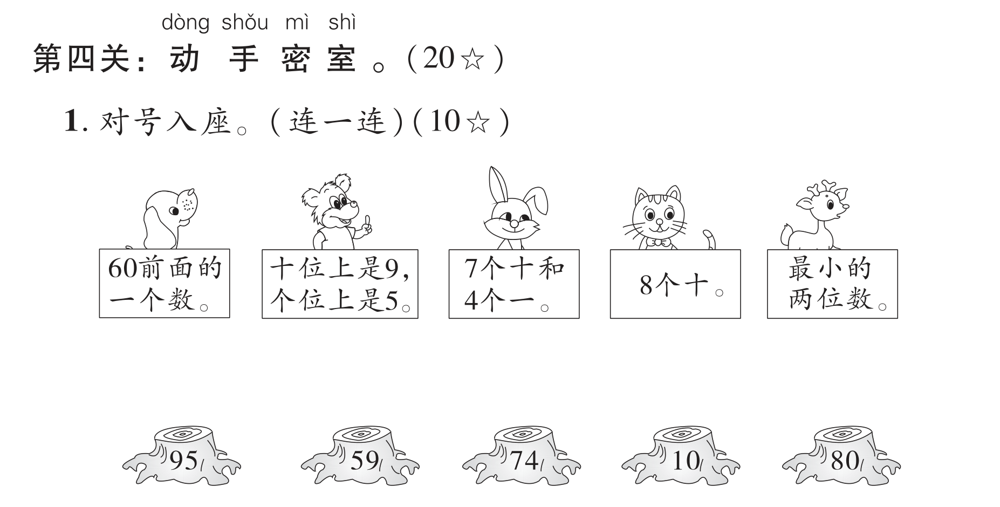 dòng shǒu mì shì
第四关：动手密室。（20☆）
1. 对号入座。（连一连）（10☆）
60前面的
一个数。
十位上是9，
个位上是5。
7个十和
4个一。
8个十。
最小的
两位数。
95 59 74 10 80